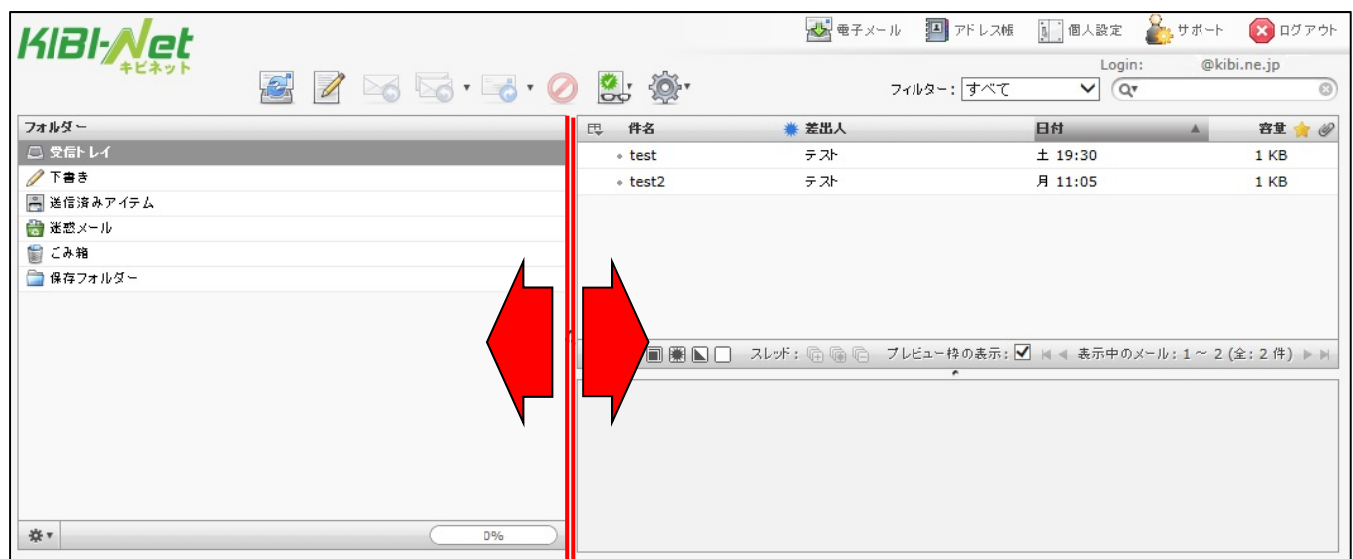 KIBI-Net
キビネット
電子メール アドレス帳 個人設定 サポート ログアウト
Login: @kibi.ne.jp
フィルター: すべて
フォルダー
受信トレイ
下書き
送信済みアイテム
迷惑メール
ごみ箱
保存フォルダー
0%
件名 差出人 日付 容量
test テスト 土 19:30 1 KB
test2 テスト 月 11:05 1 KB
スレッド: プレビュー枠の表示: 表示中のメール: 1 ~ 2 (全: 2 件)